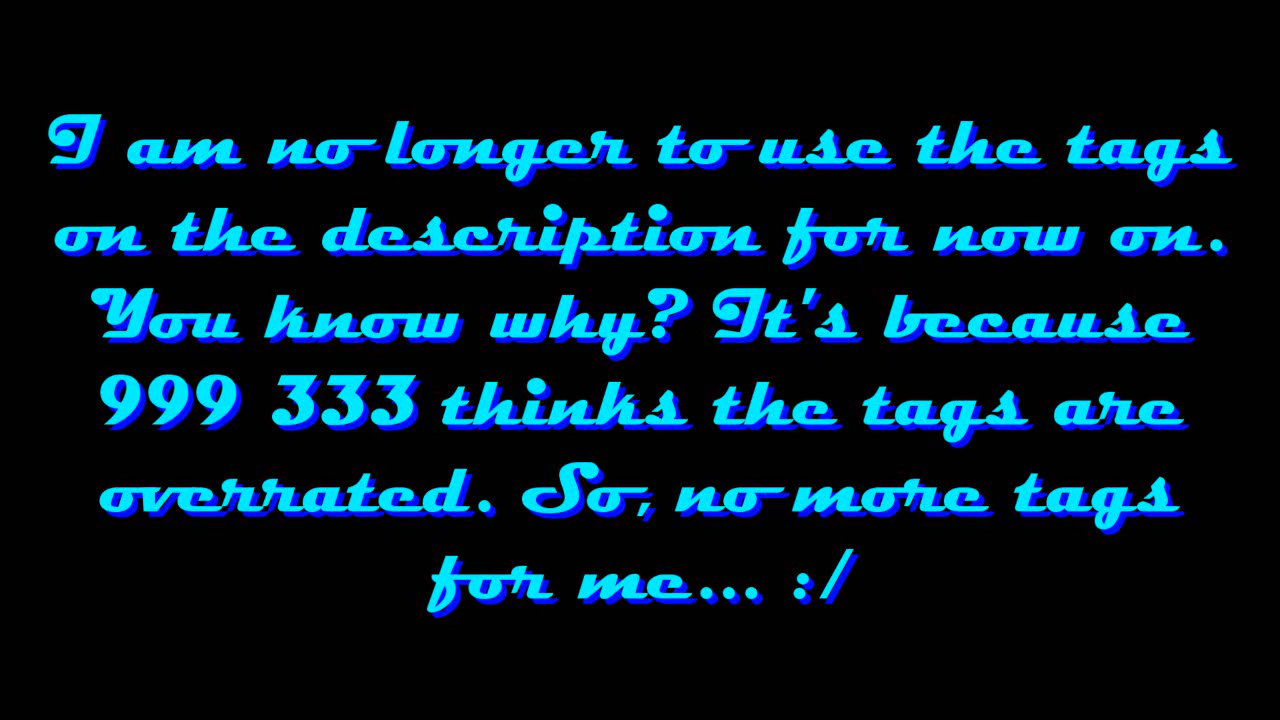 I am no longer to use the tags
on the description for now on.
You know why? It's because
999 333 thinks the tags are
overrated. So, no more tags
for me... :/